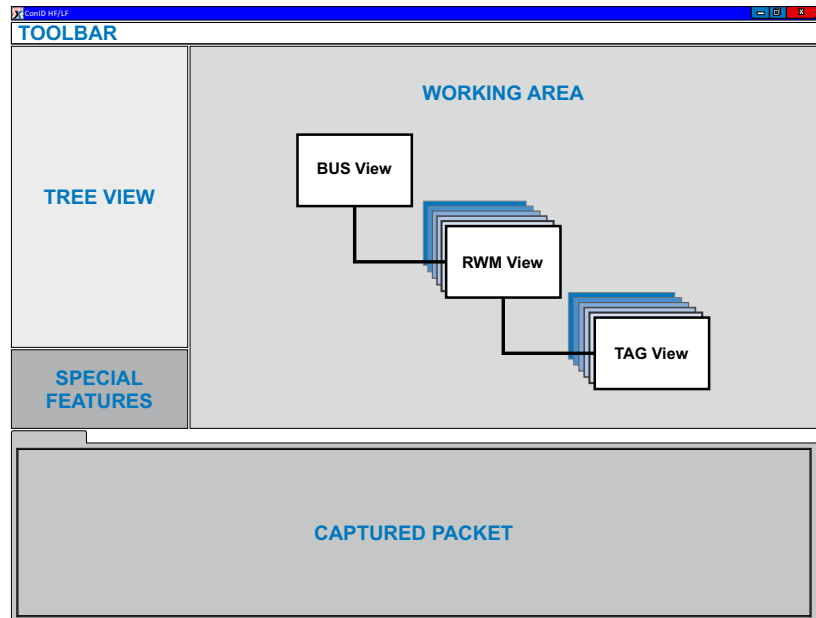 ConID HF/LF
TOOLBAR
WORKING AREA
BUS View
TREE VIEW
RWM View
TAG View
SPECIAL
FEATURES
CAPTURED PACKET